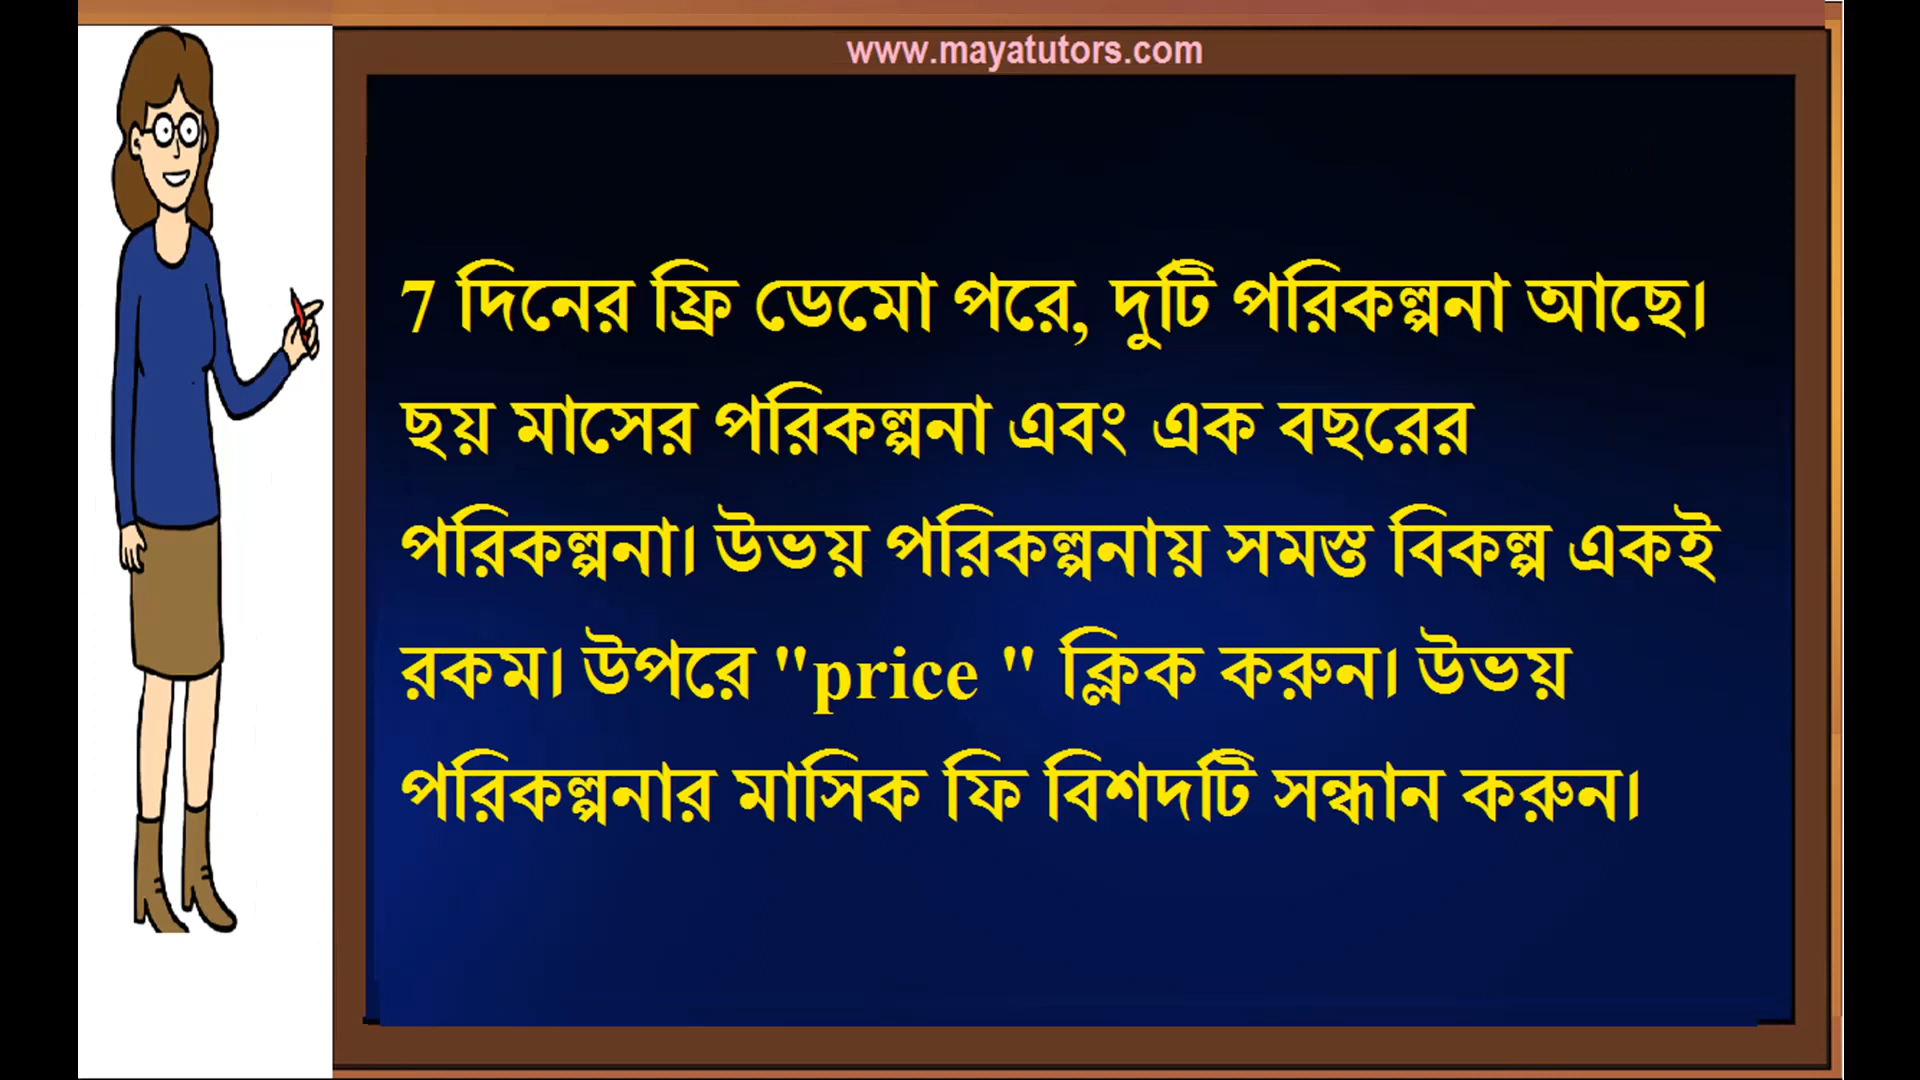 www.mayatutors.com
7 দিনের ফ্রি ডেমো পরে, দুটি পরিকল্পনা আছে।
ছয় মাসের পরিকল্পনা এবং এক বছরের
পরিকল্পনা। উভয় পরিকল্পনায় সমস্ত বিকল্প একই
রকম। উপরে "price " ক্লিক করুন। উভয়
পরিকল্পনার মাসিক ফি বিশদটি সন্ধান করুন।